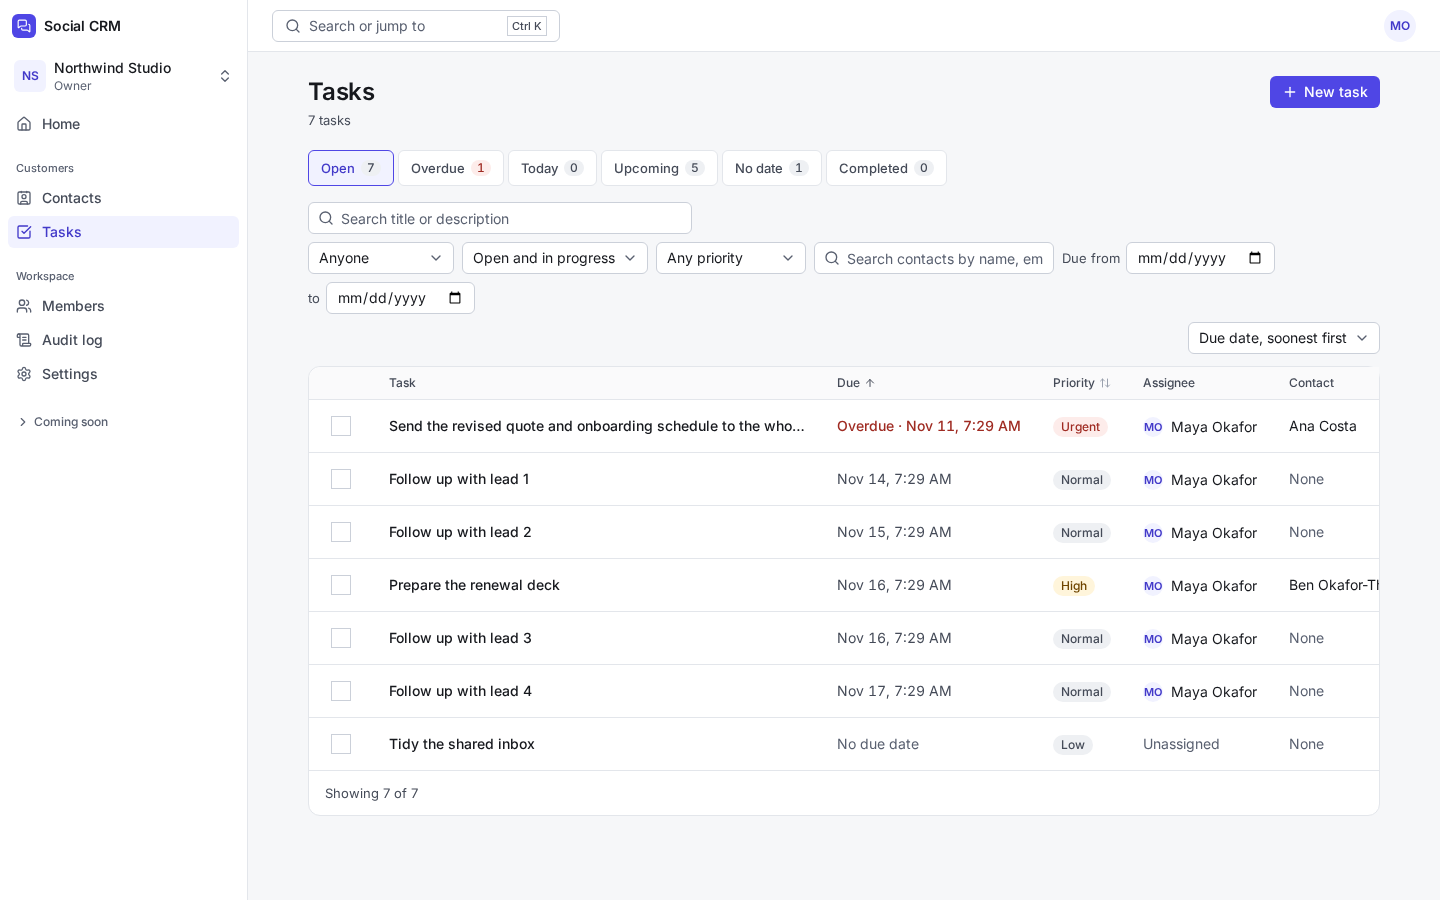 Social CRM
Search or jump to
Ctrl K
MO
NS
Northwind Studio
Owner
Home
Customers
Contacts
Tasks
Workspace
Members
Audit log
Settings
Coming soon
Tasks
7 tasks
New task
Open 7
Overdue 1
Today 0
Upcoming 5
No date 1
Completed 0
Search title or description
Anyone
Open and in progress
Any priority
Search contacts by name, em
Due from mm/dd/yyyy
to mm/dd/yyyy
Due date, soonest first
Task Due Priority Assignee Contact
Send the revised quote and onboarding schedule to the who... Overdue · Nov 11, 7:29 AM Urgent MO Maya Okafor Ana Costa
Follow up with lead 1 Nov 14, 7:29 AM Normal MO Maya Okafor None
Follow up with lead 2 Nov 15, 7:29 AM Normal MO Maya Okafor None
Prepare the renewal deck Nov 16, 7:29 AM High MO Maya Okafor Ben Okafor-Th
Follow up with lead 3 Nov 16, 7:29 AM Normal MO Maya Okafor None
Follow up with lead 4 Nov 17, 7:29 AM Normal MO Maya Okafor None
Tidy the shared inbox No due date Low Unassigned None
Showing 7 of 7